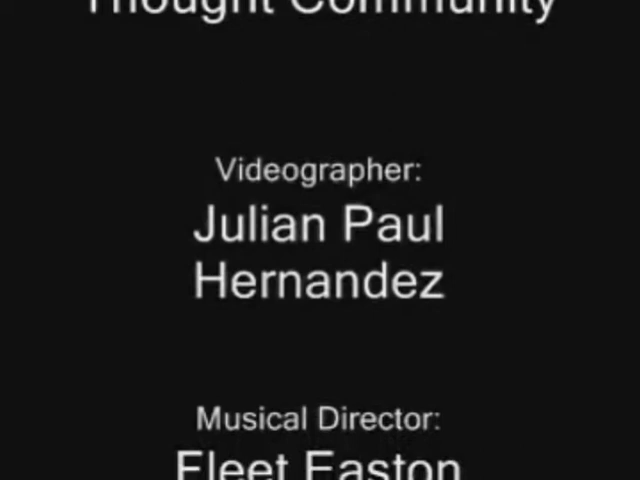 Thought Community
Videographer:
Julian Paul
Hernandez
Musical Director:
Fleet Easton